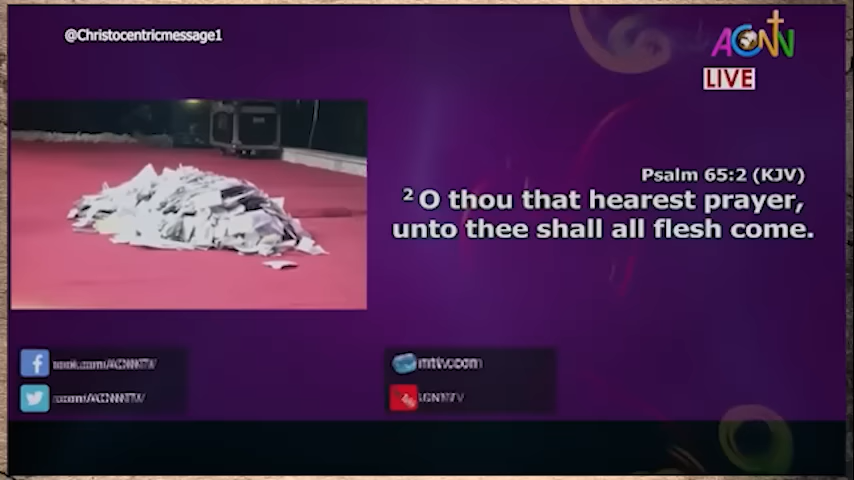 @Christocentricmessage1
ACNN
LIVE
Psalm 65:2 (KJV)
2 O thou that hearest prayer,
unto thee shall all flesh come.